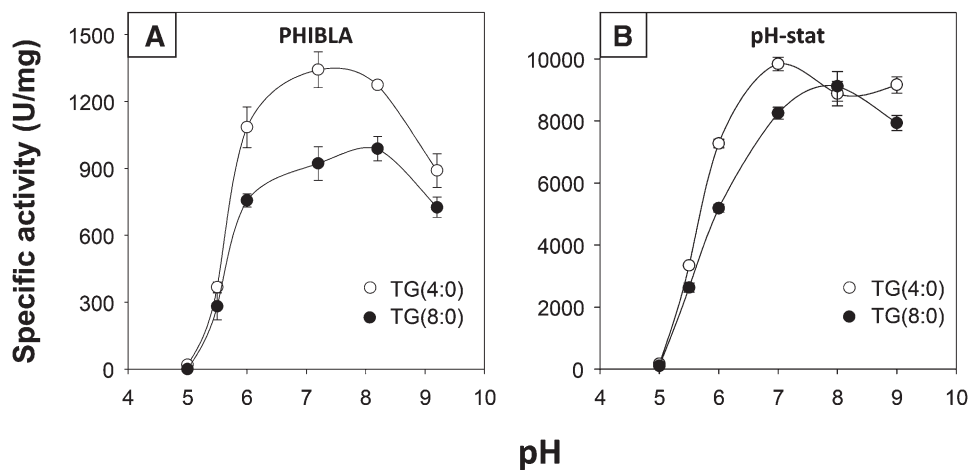 A
PHIBLA
B
pH-stat
Specific activity (U/mg)
1500
1200
900
600
300
0
TG(4:0)
TG(8:0)
4 5 6 7 8 9 10
10000
8000
6000
4000
2000
0
TG(4:0)
TG(8:0)
4 5 6 7 8 9 10
pH